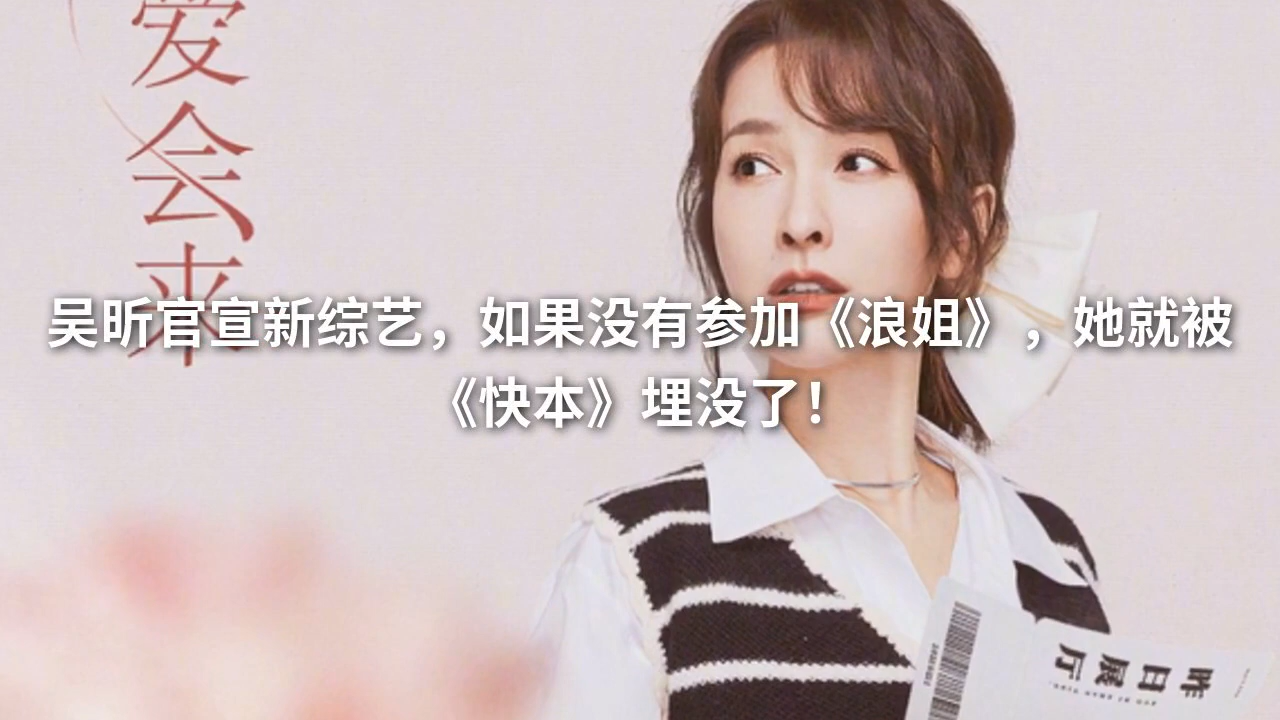 爱会来
吴昕官宣新综艺，如果没有参加《浪姐》，她就被
《快本》埋没了！
昨日展厅